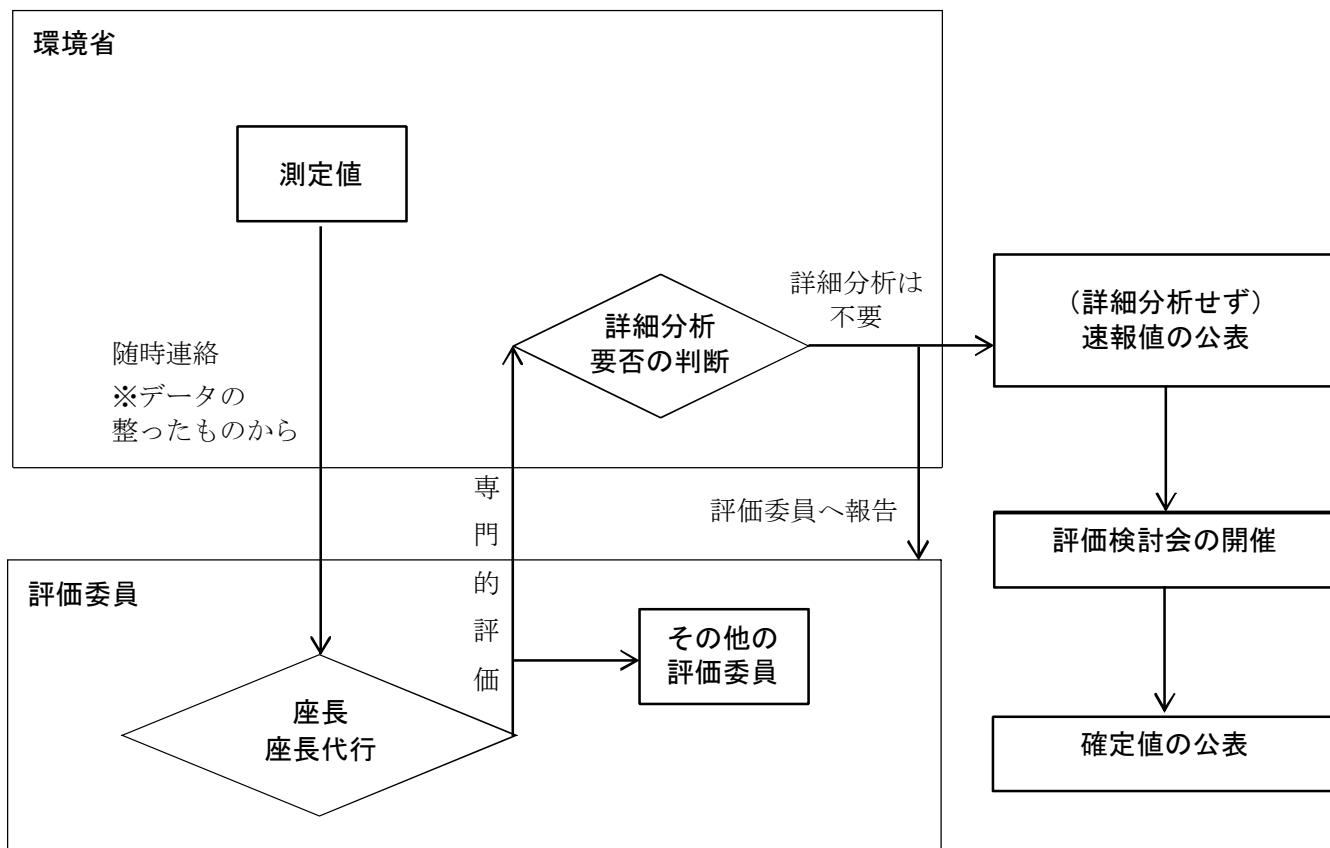 環境省
測定値
随時連絡
※データの
整ったものから
詳細分析
要否の判断
詳細分析は
不要
(詳細分析せず)
速報値の公表
専門的評価
評価委員へ報告
評価検討会の開催
評価委員
その他の
評価委員
座長
座長代行
確定値の公表